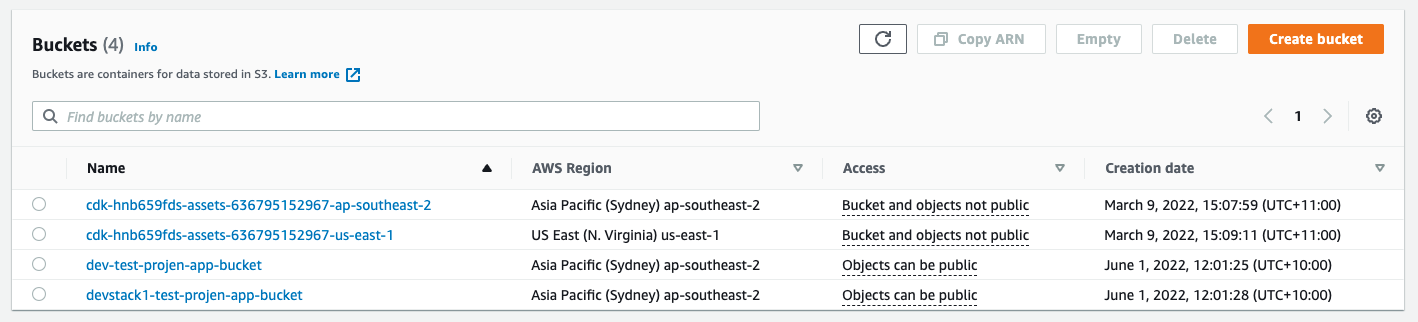 Buckets (4) Info
Copy ARN
Empty
Delete
Create bucket
Buckets are containers for data stored in S3. Learn more
Find buckets by name
1
Name AWS Region Access Creation date
cdk-hnb659fds-assets-636795152967-ap-southeast-2 Asia Pacific (Sydney) ap-southeast-2 Bucket and objects not public March 9, 2022, 15:07:59 (UTC+11:00)
cdk-hnb659fds-assets-636795152967-us-east-1 US East (N. Virginia) us-east-1 Bucket and objects not public March 9, 2022, 15:09:11 (UTC+11:00)
dev-test-projen-app-bucket Asia Pacific (Sydney) ap-southeast-2 Objects can be public June 1, 2022, 12:01:25 (UTC+10:00)
devstack1-test-projen-app-bucket Asia Pacific (Sydney) ap-southeast-2 Objects can be public June 1, 2022, 12:01:28 (UTC+10:00)